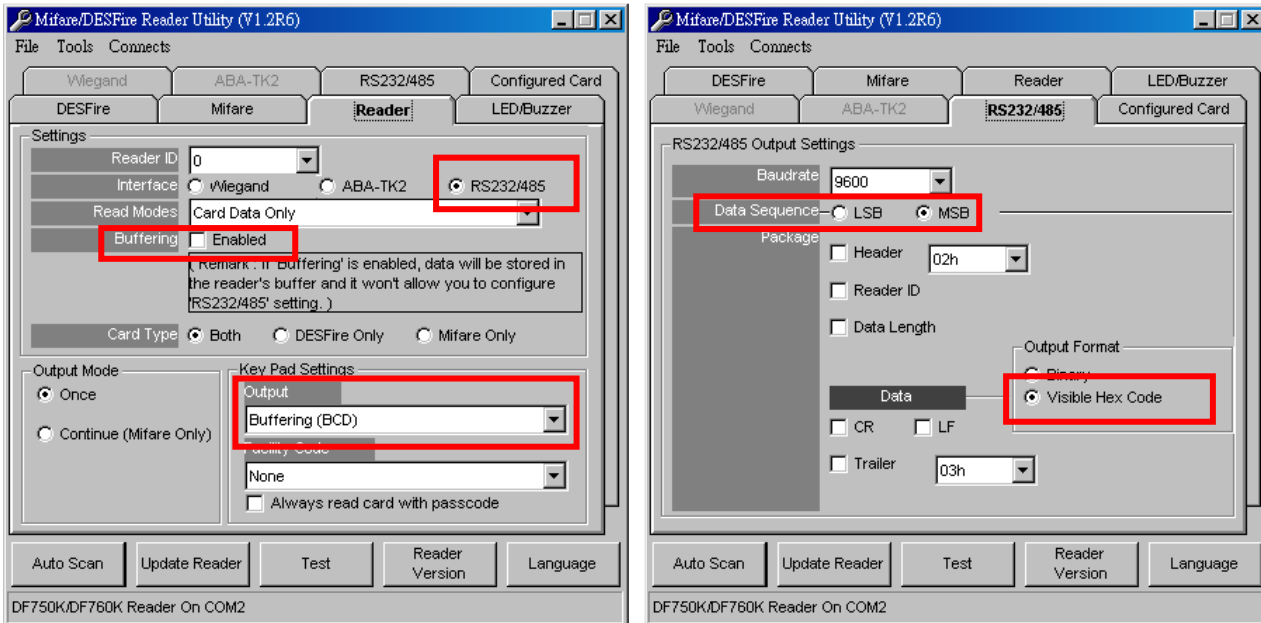 Mifare/DESFire Reader Utility (V1.2R6)
File Tools Connects
Wiegand ABA-TK2 RS232/485 Configured Card
DESFire Mifare Reader LED/Buzzer
Settings
Reader ID 0
Interface Wiegand ABA-TK2 RS232/485
Read Modes Card Data Only
Buffering Enabled
( Remark : If 'Buffering' is enabled, data will be stored in
the reader's buffer and it won't allow you to configure
'RS232/485' setting. )
Card Type Both DESFire Only Mifare Only
Output Mode
Once
Continue (Mifare Only)
Key Pad Settings
Output
Buffering (BCD)
Facility Code
None
Always read card with passcode
Auto Scan Update Reader Test Reader Version Language
DF750K/DF760K Reader On COM2
Mifare/DESFire Reader Utility (V1.2R6)
File Tools Connects
DESFire Mifare Reader LED/Buzzer
Wiegand ABA-TK2 RS232/485 Configured Card
RS232/485 Output Settings
Baudrate 9600
Data Sequence LSB MSB
Package
Header 02h
Reader ID
Data Length
Output Format
Binary
Data Visible Hex Code
CR LF
Trailer 03h
Auto Scan Update Reader Test Reader Version Language
DF750K/DF760K Reader On COM2